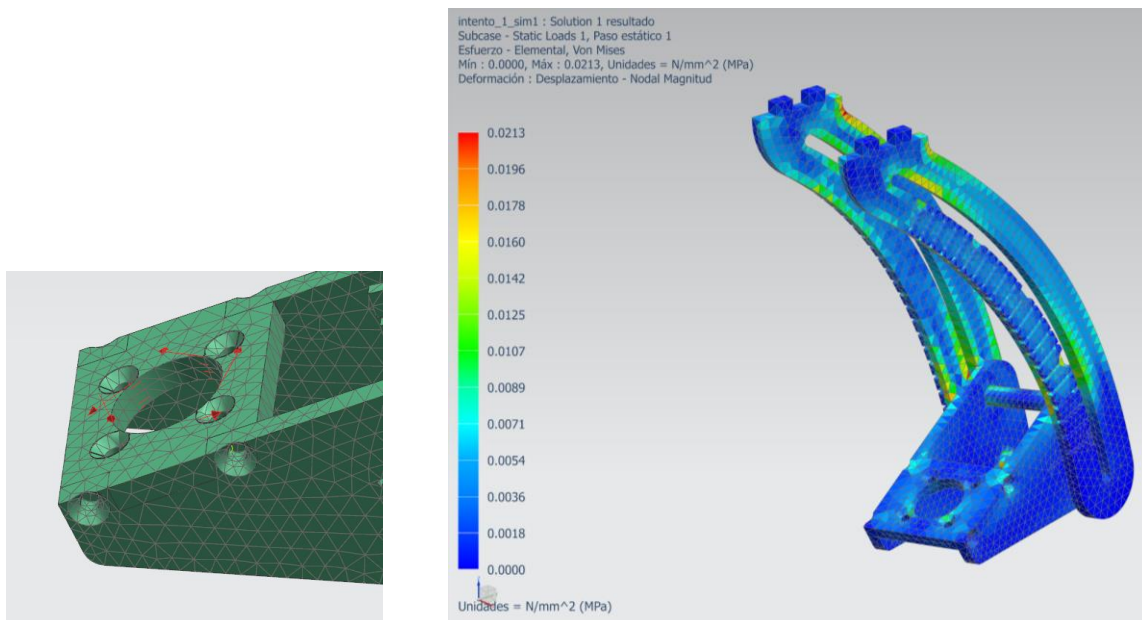 intento_1_sim1 : Solution 1 resultado
Subcase - Static Loads 1, Paso estático 1
Esfuerzo - Elemental, Von Mises
Mín : 0.0000, Máx : 0.0213, Unidades = N/mm^2 (MPa)
Deformación : Desplazamiento - Nodal Magnitud
0.0213
0.0196
0.0178
0.0160
0.0142
0.0125
0.0107
0.0089
0.0071
0.0054
0.0036
0.0018
0.0000
Unidades = N/mm^2 (MPa)